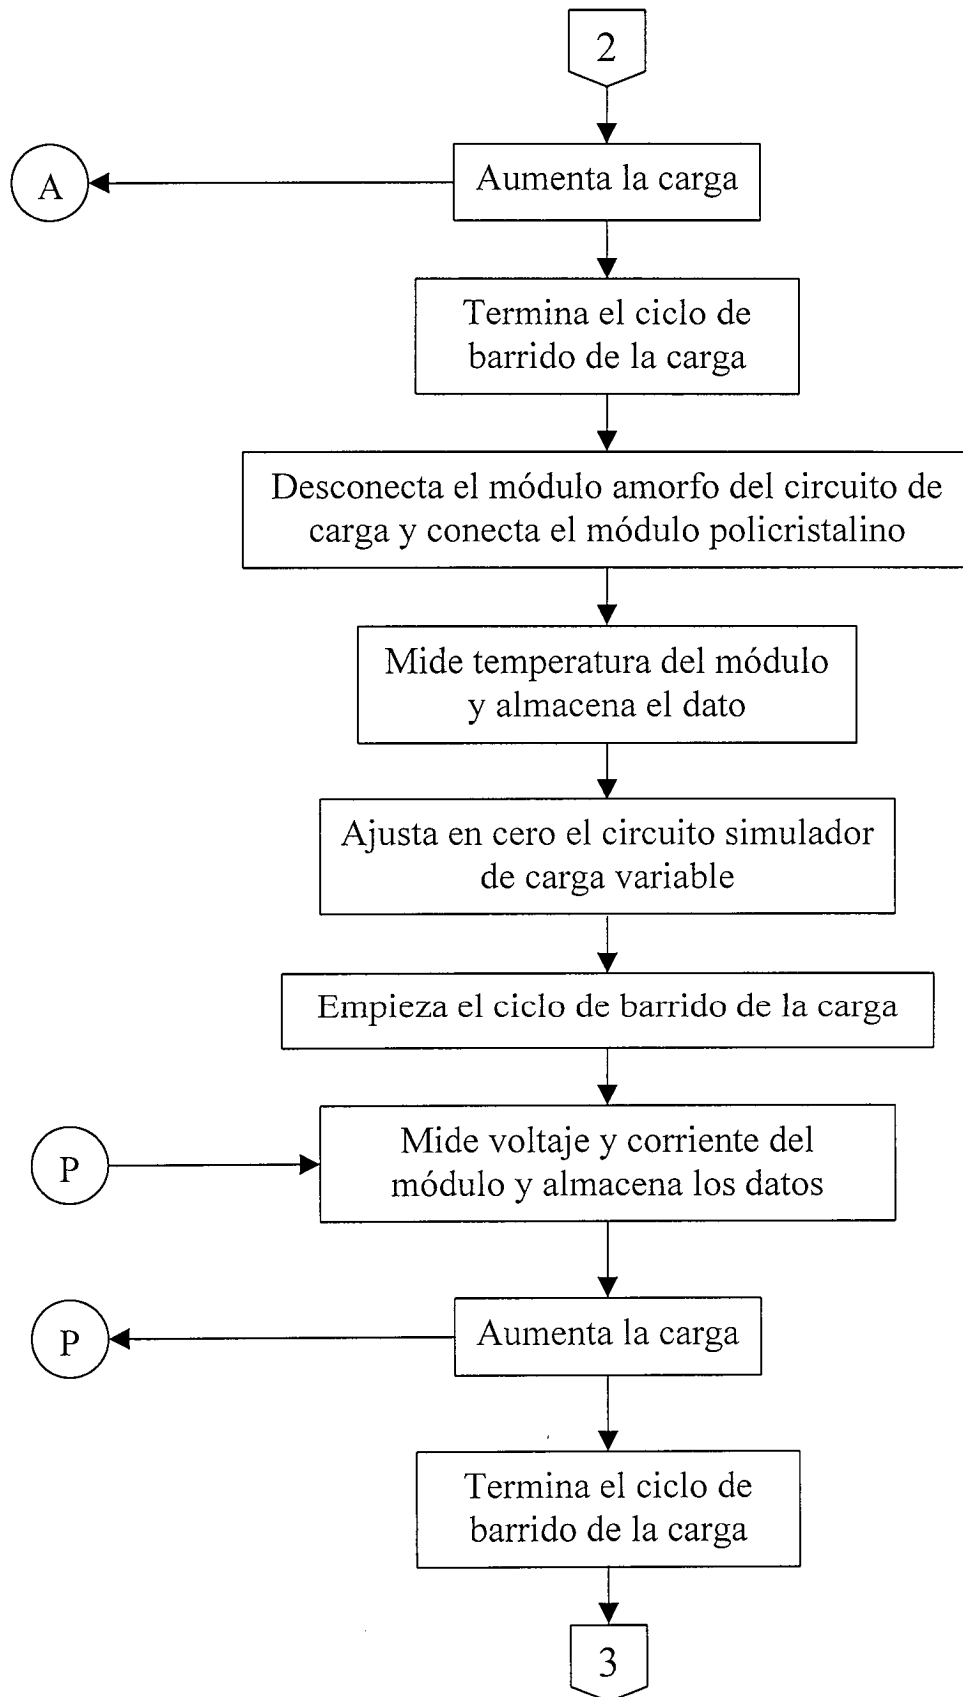 2
A
Aumenta la carga
Termina el ciclo de
barrido de la carga
Desconecta el módulo amorfo del circuito de
carga y conecta el módulo policristalino
Mide temperatura del módulo
y almacena el dato
Ajusta en cero el circuito simulador
de carga variable
Empieza el ciclo de barrido de la carga
P
Mide voltaje y corriente del
módulo y almacena los datos
P
Aumenta la carga
Termina el ciclo de
barrido de la carga
3